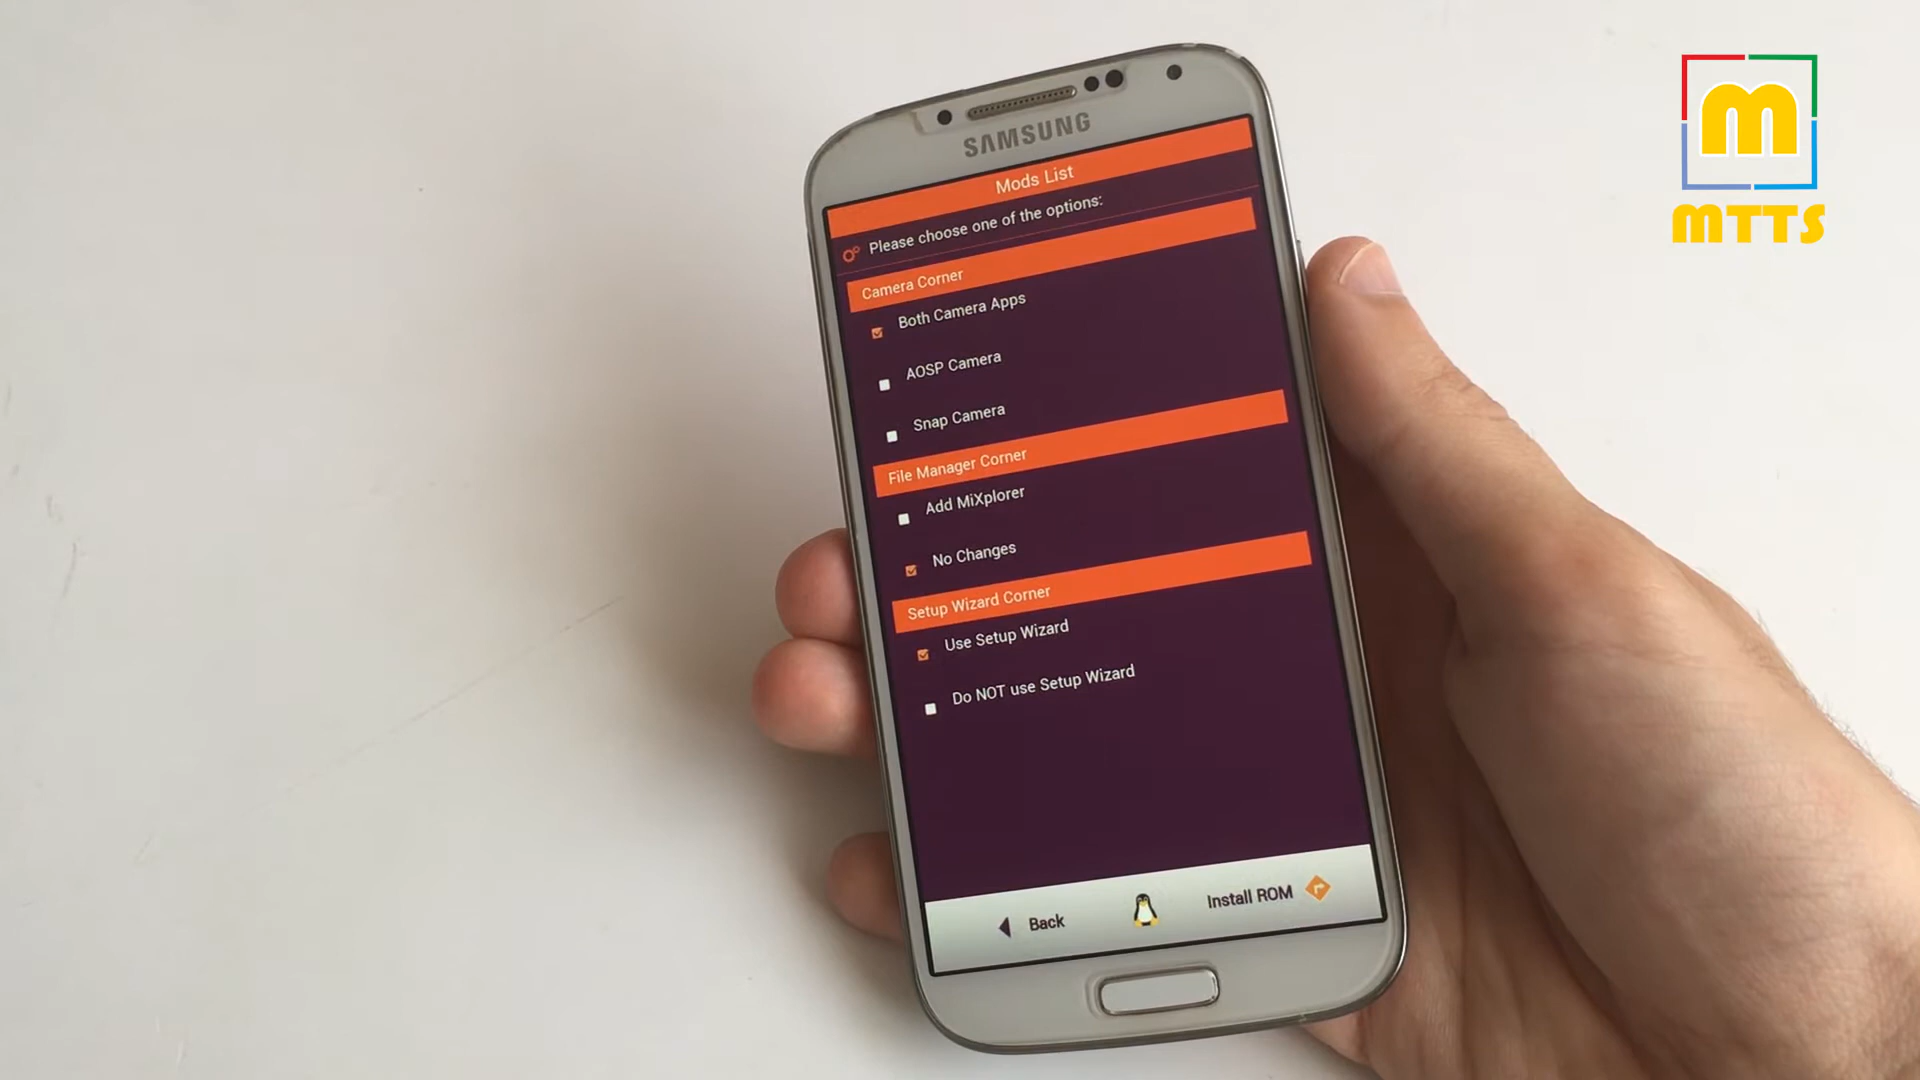 M
MTTS
SAMSUNG
Mods List
Please choose one of the options:
Camera Corner
Both Camera Apps
AOSP Camera
Snap Camera
File Manager Corner
Add MiXplorer
No Changes
Setup Wizard Corner
Use Setup Wizard
Do NOT use Setup Wizard
Back
Install ROM